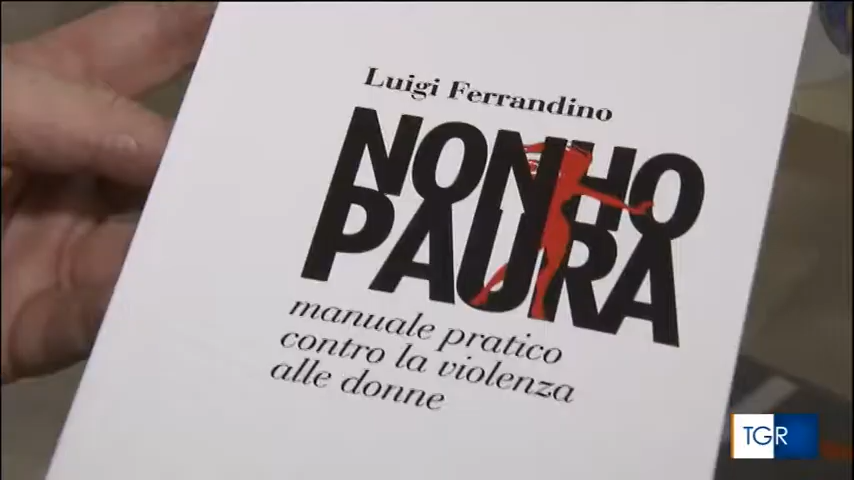 Luigi Ferrandino
NON HO
PAURA
manuale pratico
contro la violenza
alle donne
TGR